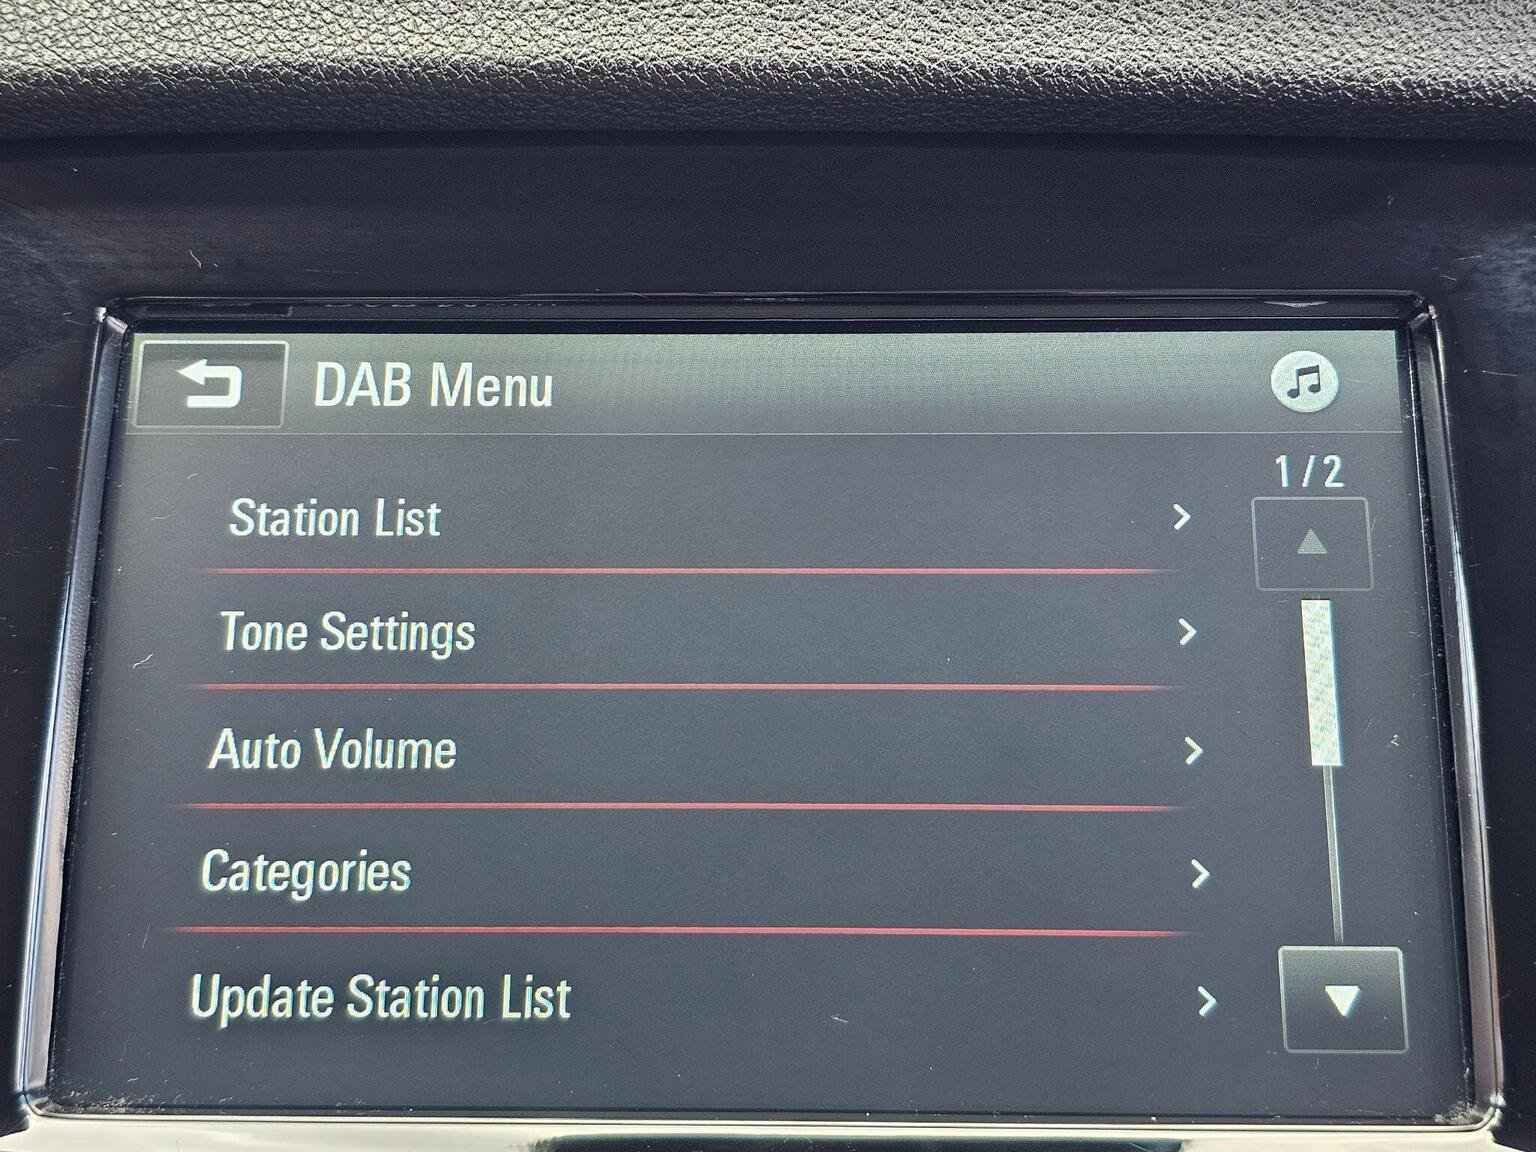 DAB Menu
1/2
Station List
Tone Settings
Auto Volume
Categories
Update Station List